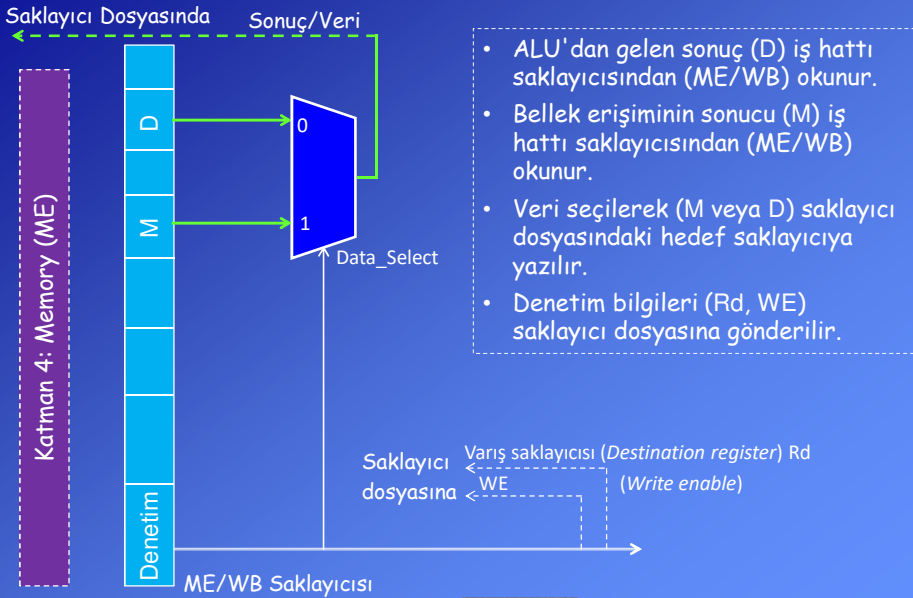 Saklayıcı Dosyasında
Sonuç/Veri
Katman 4: Memory (ME)
D
M
Denetim
0
1
Data_Select
ME/WB Saklayıcısı
• ALU'dan gelen sonuç (D) iş hattı
saklayıcısından (ME/WB) okunur.
• Bellek erişiminin sonucu (M) iş
hattı saklayıcısından (ME/WB)
okunur.
• Veri seçilerek (M veya D) saklayıcı
dosyasındaki hedef saklayıcıya
yazılır.
• Denetim bilgileri (Rd, WE)
saklayıcı dosyasına gönderilir.
Saklayıcı
dosyasına
Varış saklayıcısı (Destination register) Rd
WE
(Write enable)